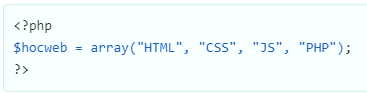 <?php
$hocweb = array("HTML", "CSS", "JS", "PHP");
?>